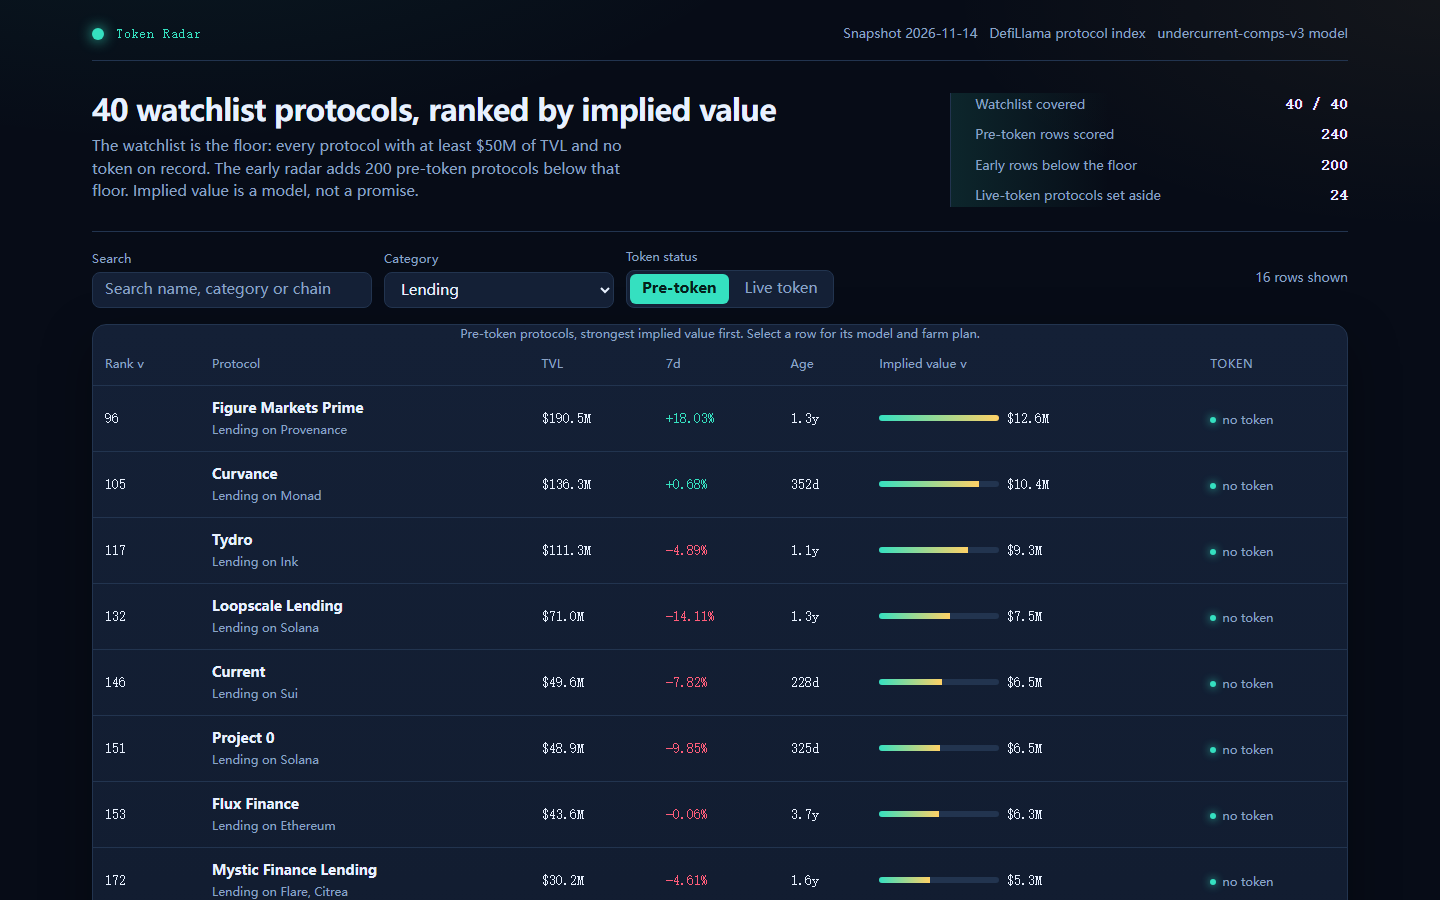 Token Radar
Snapshot 2026-11-14 DefiLlama protocol index undercurrent-comps-v3 model
40 watchlist protocols, ranked by implied value
The watchlist is the floor: every protocol with at least $50M of TVL and no
token on record. The early radar adds 200 pre-token protocols below that
floor. Implied value is a model, not a promise.
Watchlist covered 40 / 40
Pre-token rows scored 240
Early rows below the floor 200
Live-token protocols set aside 24
Search Category Token status
Search name, category or chain Lending Pre-token Live token
16 rows shown
Pre-token protocols, strongest implied value first. Select a row for its model and farm plan.
Rank v Protocol TVL 7d Age Implied value v TOKEN
96 Figure Markets Prime $190.5M +18.03% 1.3y $12.6M no token
Lending on Provenance
105 Curvance $136.3M +0.68% 352d $10.4M no token
Lending on Monad
117 Tydro $111.3M −4.89% 1.1y $9.3M no token
Lending on Ink
132 Loopscale Lending $71.0M −14.11% 1.3y $7.5M no token
Lending on Solana
146 Current $49.6M −7.82% 228d $6.5M no token
Lending on Sui
151 Project 0 $48.9M −9.85% 325d $6.5M no token
Lending on Solana
153 Flux Finance $43.6M −0.06% 3.7y $6.3M no token
Lending on Ethereum
172 Mystic Finance Lending $30.2M −4.61% 1.6y $5.3M no token
Lending on Flare, Citrea